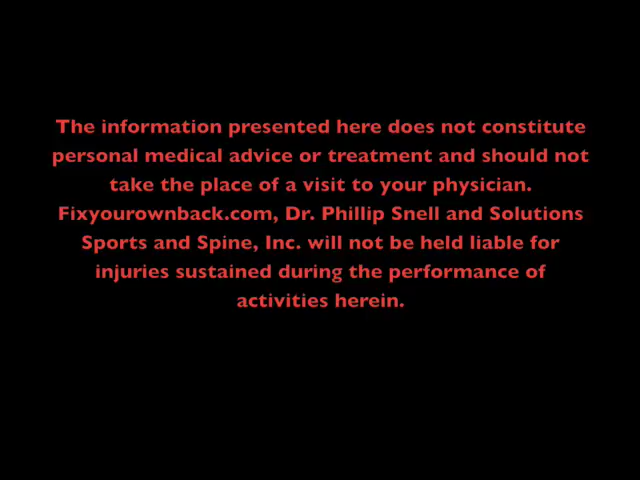 The information presented here does not constitute
personal medical advice or treatment and should not
take the place of a visit to your physician.
Fixyourownback.com, Dr. Phillip Snell and Solutions
Sports and Spine, Inc. will not be held liable for
injuries sustained during the performance of
activities herein.